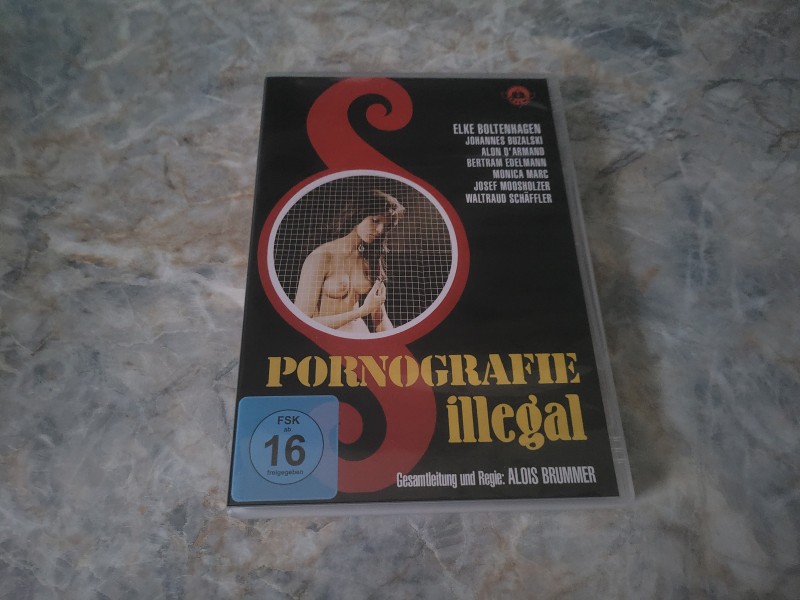 ELKE BOLTENHAGEN
JOHANNES BUZALSKI
ALON D'ARMAND
BERTRAM EDELMANN
MONICA MARC
JOSEF MOOSHOLZER
WALTRAUD SCHÄFFLER
PORNOGRAFIE
illegal
FSK
ab
16
freigegeben
Gesamtleitung und Regie: ALOIS BRUMMER